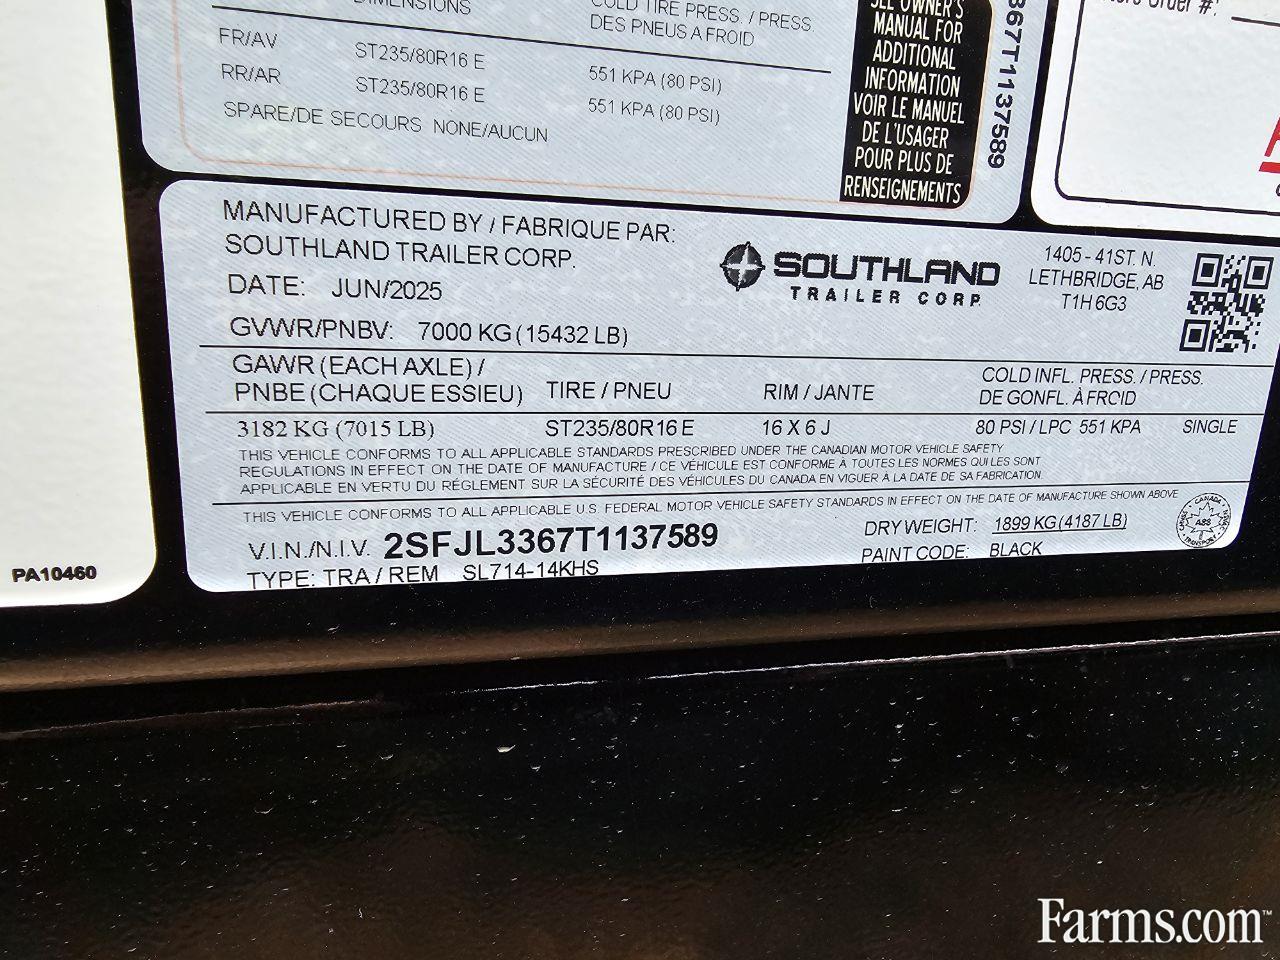 DIMENSIONS
COLD TIRE PRESS. / PRESS.
DES PNEUS A FROID
FR/AV ST235/80R16 E 551 KPA (80 PSI)
RR/AR ST235/80R16 E 551 KPA (80 PSI)
SPARE/DE SECOURS NONE/AUCUN
SEE OWNER'S
MANUAL FOR
ADDITIONAL
INFORMATION
VOIR LE MANUEL
DE L'USAGER
POUR PLUS DE
RENSEIGNEMENTS
367T1137589
Order #:
MANUFACTURED BY / FABRIQUE PAR:
SOUTHLAND TRAILER CORP.
DATE: JUN/2025
GVWR/PNBV: 7000 KG (15432 LB)
SOUTHLAND
TRAILER CORP
1405 - 41ST. N.
LETHBRIDGE, AB
T1H 6G3
GAWR (EACH AXLE) /
PNBE (CHAQUE ESSIEU) TIRE / PNEU RIM / JANTE COLD INFL. PRESS. / PRESS.
DE GONFL. À FROID
3182 KG (7015 LB) ST235/80R16 E 16 X 6 J 80 PSI / LPC 551 KPA SINGLE
THIS VEHICLE CONFORMS TO ALL APPLICABLE STANDARDS PRESCRIBED UNDER THE CANADIAN MOTOR VEHICLE SAFETY
REGULATIONS IN EFFECT ON THE DATE OF MANUFACTURE / CE VÉHICULE EST CONFORME À TOUTES LES NORMES QUI LES SONT
APPLICABLE EN VERTU DU RÉGLEMENT SUR LA SÉCURITÉ DES VÉHICULES DU CANADA EN VIGUER À LA DATE DE SA FABRICATION.
THIS VEHICLE CONFORMS TO ALL APPLICABLE U.S. FEDERAL MOTOR VEHICLE SAFETY STANDARDS IN EFFECT ON THE DATE OF MANUFACTURE SHOWN ABOVE
V.I.N./N.I.V. 2SFJL3367T1137589 DRY WEIGHT: 1899 KG (4187 LB)
TYPE: TRA / REM SL714-14KHS PAINT CODE: BLACK
CANADA
TRANSPORT
PA10460
Farms.com™